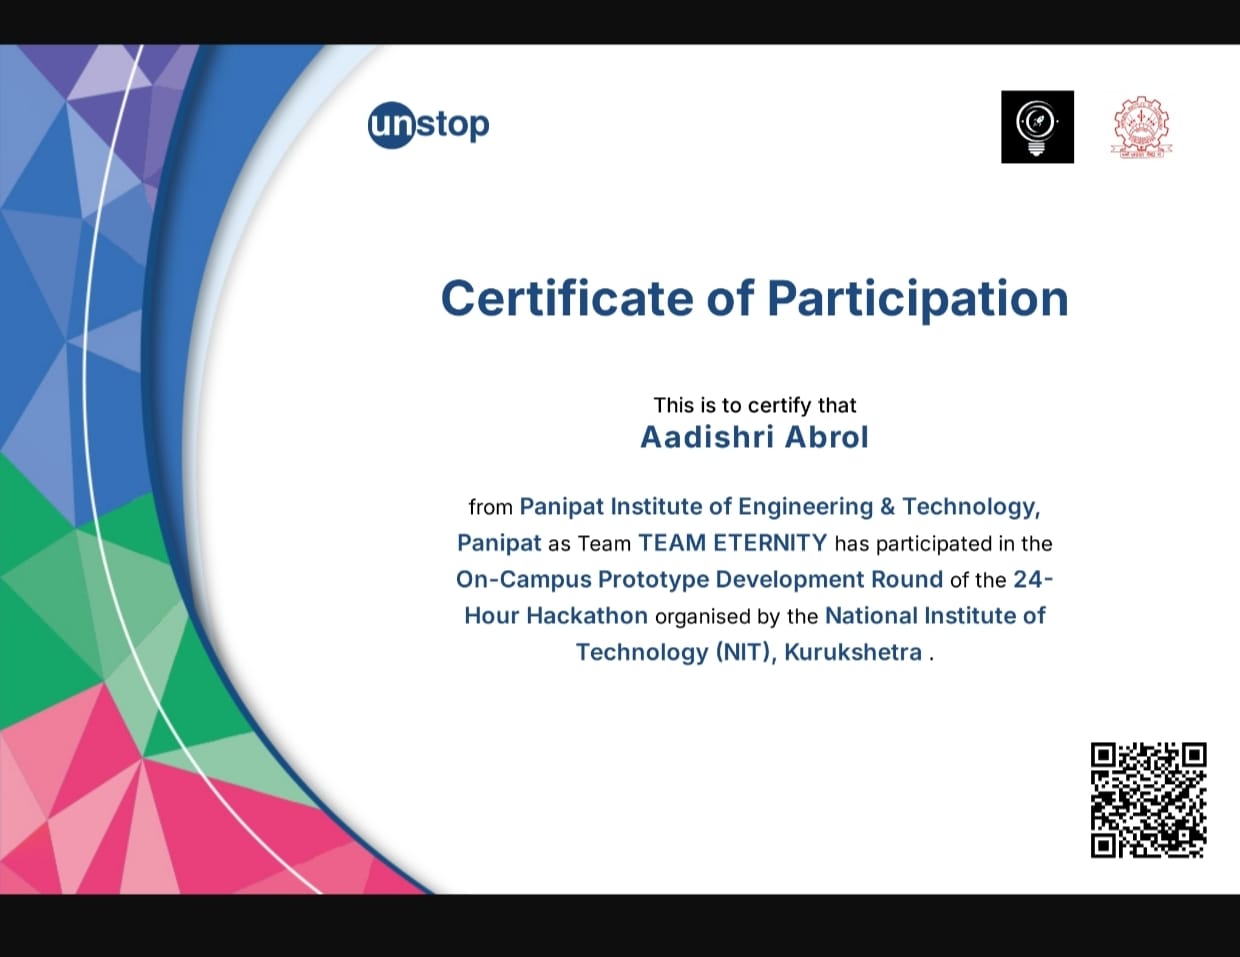 unstop
Certificate of Participation
This is to certify that
Aadishri Abrol
from Panipat Institute of Engineering & Technology,
Panipat as Team TEAM ETERNITY has participated in the
On-Campus Prototype Development Round of the 24-
Hour Hackathon organised by the National Institute of
Technology (NIT), Kurukshetra .